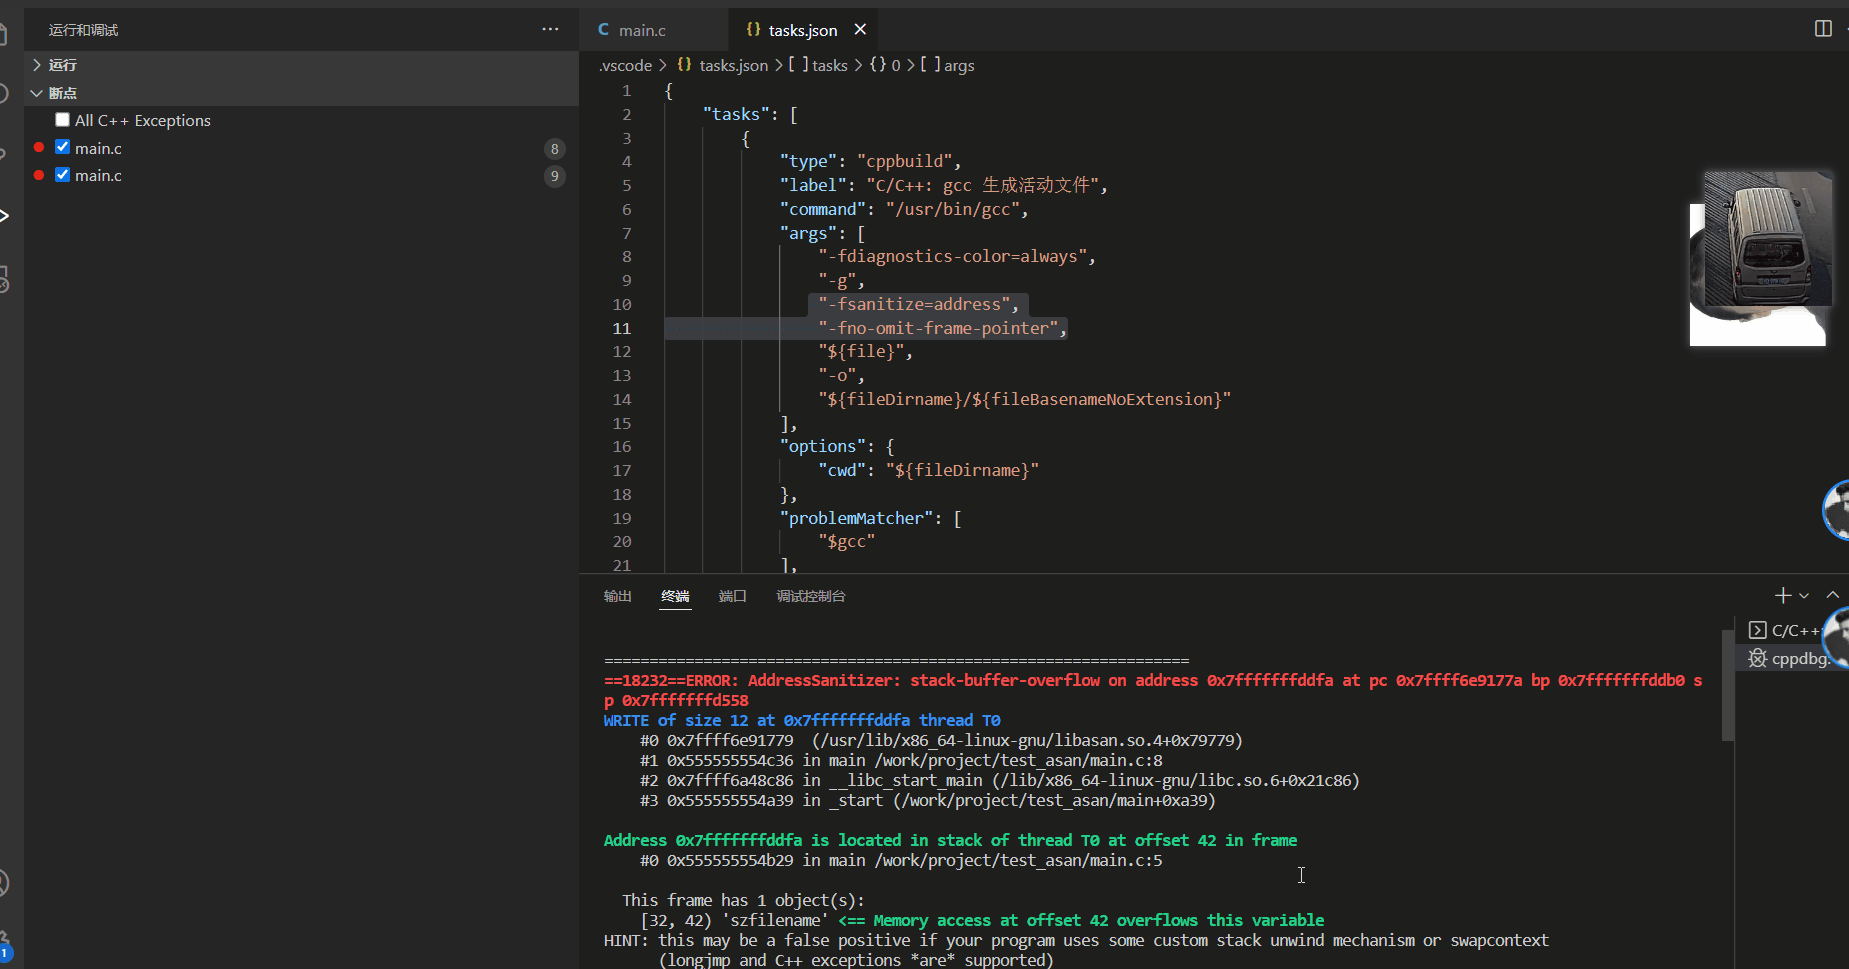 运行和调试 ···
运行
断点
All C++ Exceptions
main.c 8
main.c 9
C main.c {} tasks.json ×
.vscode > {} tasks.json > [ ] tasks > {} 0 > [ ] args
1 {
2 "tasks": [
3 {
4 "type": "cppbuild",
5 "label": "C/C++: gcc 生成活动文件",
6 "command": "/usr/bin/gcc",
7 "args": [
8 "-fdiagnostics-color=always",
9 "-g",
10 "-fsanitize=address",
11 "-fno-omit-frame-pointer",
12 "${file}",
13 "-o",
14 "${fileDirname}/${fileBasenameNoExtension}"
15 ],
16 "options": {
17 "cwd": "${fileDirname}"
18 },
19 "problemMatcher": [
20 "$gcc"
21 ],
输出 终端 端口 调试控制台
C/C++:
cppdbg:
=================================================================
==18232==ERROR: AddressSanitizer: stack-buffer-overflow on address 0x7fffffffddfa at pc 0x7ffff6e9177a bp 0x7fffffffddb0 s
p 0x7fffffffd558
WRITE of size 12 at 0x7fffffffddfa thread T0
#0 0x7ffff6e91779 (/usr/lib/x86_64-linux-gnu/libasan.so.4+0x79779)
#1 0x555555554c36 in main /work/project/test_asan/main.c:8
#2 0x7ffff6a48c86 in __libc_start_main (/lib/x86_64-linux-gnu/libc.so.6+0x21c86)
#3 0x555555554a39 in _start (/work/project/test_asan/main+0xa39)
Address 0x7fffffffddfa is located in stack of thread T0 at offset 42 in frame
#0 0x555555554b29 in main /work/project/test_asan/main.c:5
This frame has 1 object(s):
[32, 42) 'szfilename' <== Memory access at offset 42 overflows this variable
HINT: this may be a false positive if your program uses some custom stack unwind mechanism or swapcontext
(longjmp and C++ exceptions *are* supported)
1